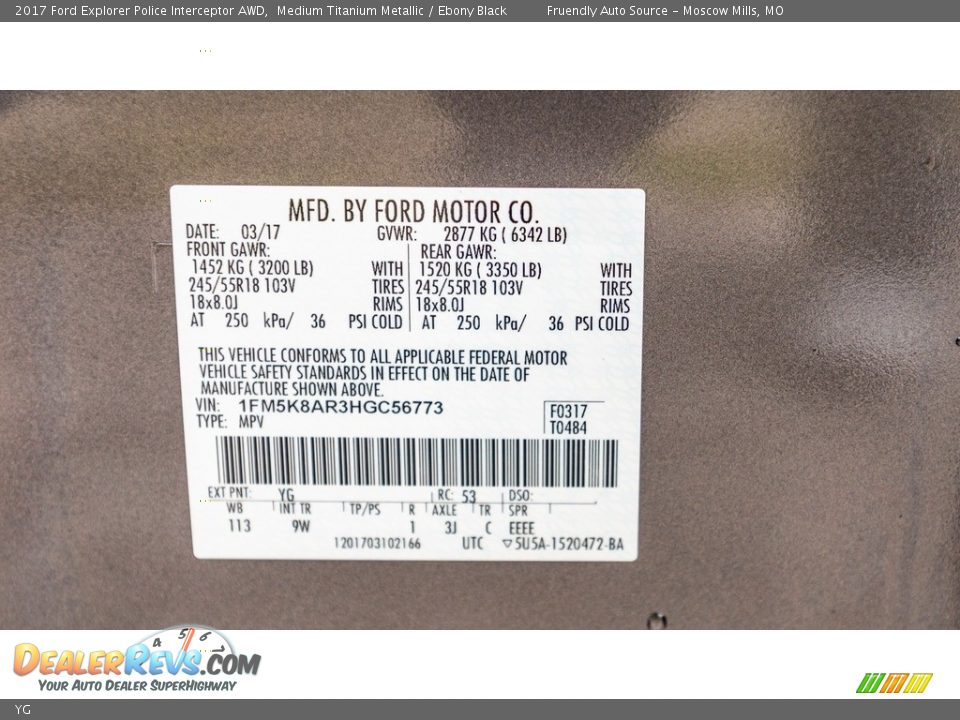 2017 Ford Explorer Police Interceptor AWD, Medium Titanium Metallic / Ebony Black Fruendly Auto Source – Moscow Mills, MO
MFD. BY FORD MOTOR CO.
DATE: 03/17 GVWR: 2877 KG ( 6342 LB)
FRONT GAWR: REAR GAWR:
1452 KG ( 3200 LB) WITH 1520 KG ( 3350 LB) WITH
245/55R18 103V TIRES 245/55R18 103V TIRES
18x8.0J RIMS 18x8.0J RIMS
AT 250 kPa/ 36 PSI COLD AT 250 kPa/ 36 PSI COLD
THIS VEHICLE CONFORMS TO ALL APPLICABLE FEDERAL MOTOR
VEHICLE SAFETY STANDARDS IN EFFECT ON THE DATE OF
MANUFACTURE SHOWN ABOVE.
VIN: 1FM5K8AR3HGC56773 F0317
TYPE: MPV T0484
EXT PNT: YG RC: 53 DSO:
WB INT TR TP/PS R AXLE TR SPR
113 9W 1 3J C EEEE
1201703102166 UTC ▽5U5A-1520472-BA
4 5 6 7
DEALERREVS.COM
YOUR AUTO DEALER SUPERHIGHWAY
YG